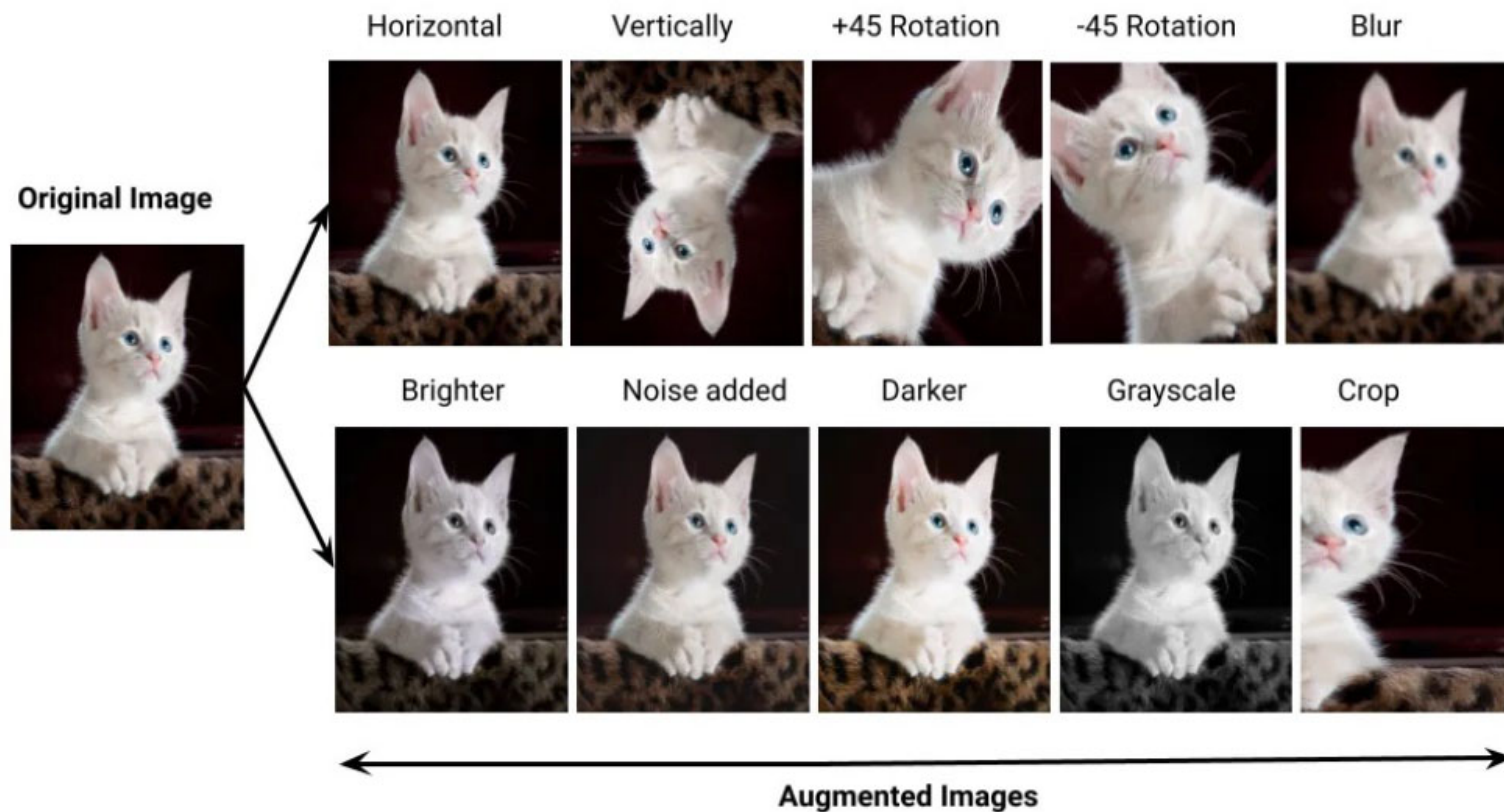 Horizontal Vertically +45 Rotation -45 Rotation Blur
Original Image
Brighter Noise added Darker Grayscale Crop
Augmented Images